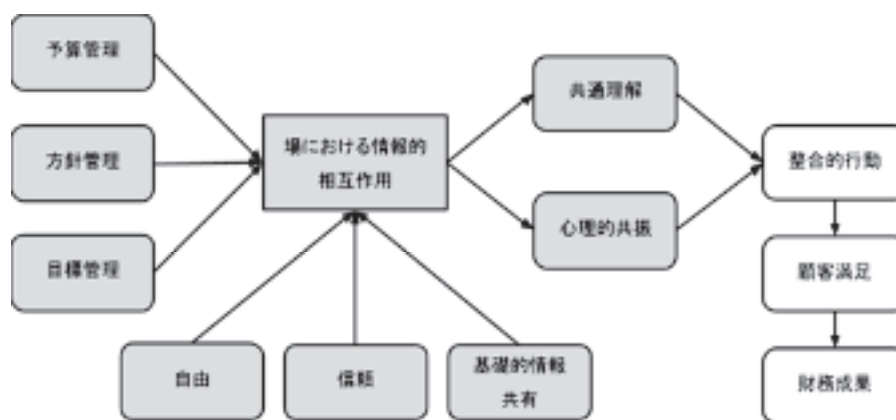 予算管理
方針管理
目標管理
場における情報的
相互作用
自由
信頼
基礎的情報
共有
共通理解
心理的共振
整合的行動
顧客満足
財務成果